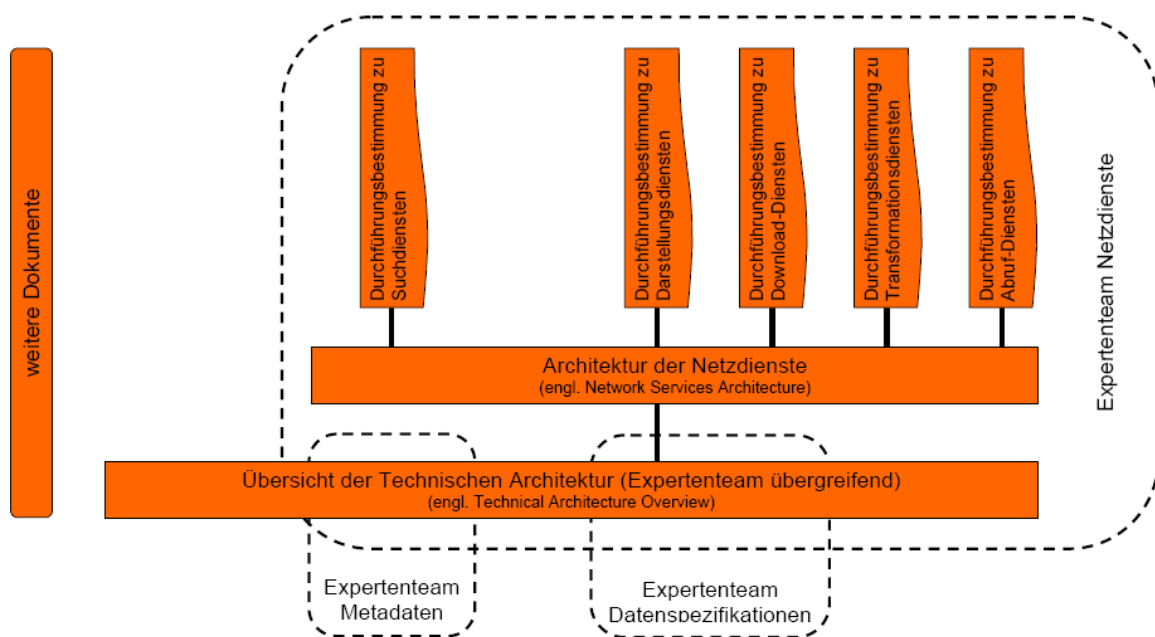 weitere Dokumente
Durchführungsbestimmung zu
Suchdiensten
Durchführungsbestimmung zu
Darstellungsdiensten
Durchführungsbestimmung zu
Download-Diensten
Durchführungsbestimmung zu
Transformationsdiensten
Durchführungsbestimmung zu
Abruf-Diensten
Expertenteam Netzdienste
Architektur der Netzdienste
(engl. Network Services Architecture)
Übersicht der Technischen Architektur (Expertenteam übergreifend)
(engl. Technical Architecture Overview)
Expertenteam
Metadaten
Expertenteam
Datenspezifikationen